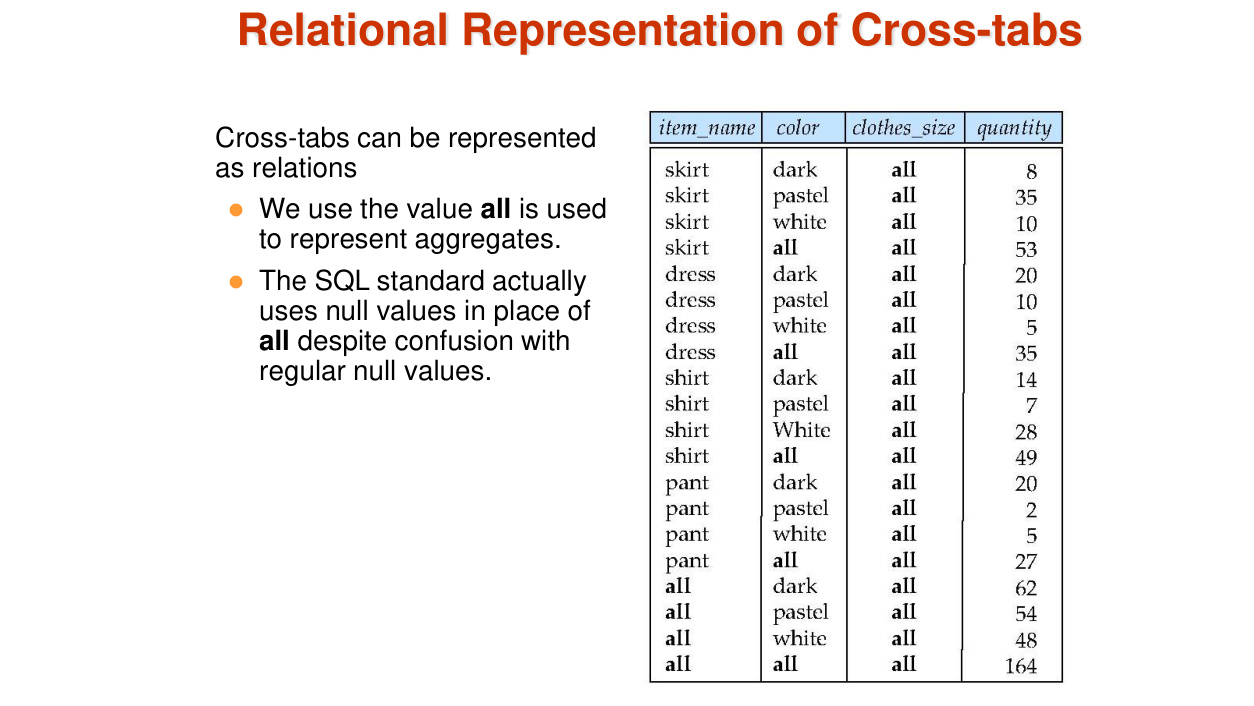 Relational Representation of Cross-tabs
Cross-tabs can be represented
as relations
● We use the value all is used
to represent aggregates.
● The SQL standard actually
uses null values in place of
all despite confusion with
regular null values.
item_name color clothes_size quantity
skirt dark all 8
skirt pastel all 35
skirt white all 10
skirt all all 53
dress dark all 20
dress pastel all 10
dress white all 5
dress all all 35
shirt dark all 14
shirt pastel all 7
shirt White all 28
shirt all all 49
pant dark all 20
pant pastel all 2
pant white all 5
pant all all 27
all dark all 62
all pastel all 54
all white all 48
all all all 164